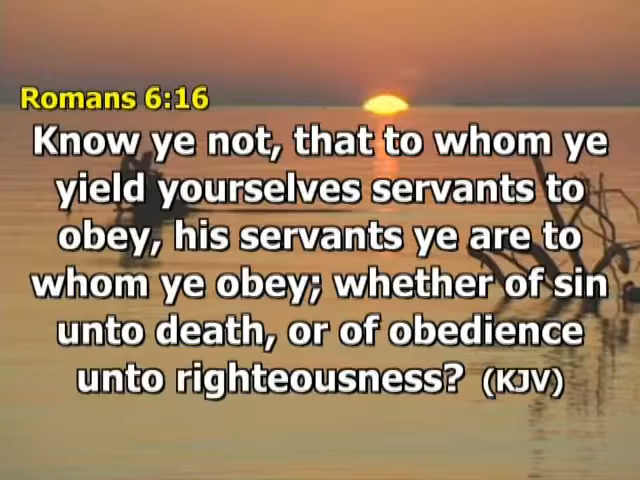 Romans 6:16
Know ye not, that to whom ye
yield yourselves servants to
obey, his servants ye are to
whom ye obey; whether of sin
unto death, or of obedience
unto righteousness? (KJV)